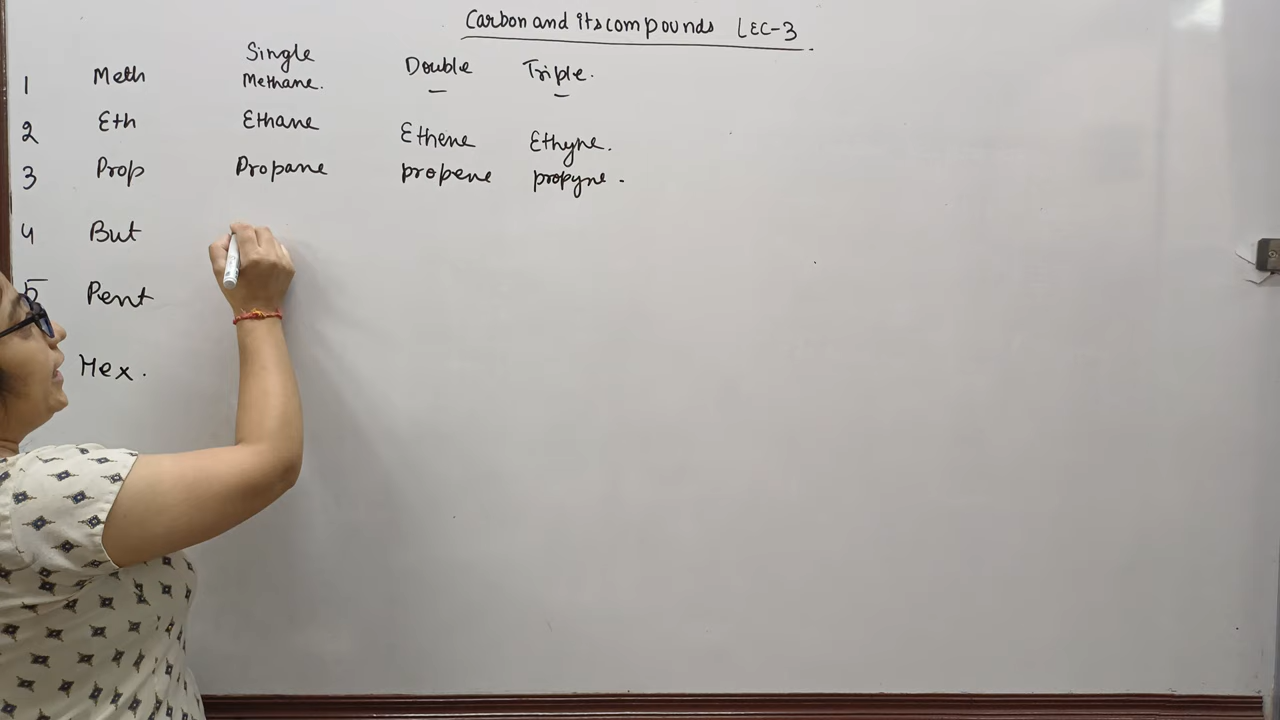 Carbon and its compounds LEC-3
Single Double Triple.
1 Meth Methane. – –
2 Eth Ethane Ethene Ethyne.
3 Prop Propane propene propyne.
4 But
5 Pent
Hex.